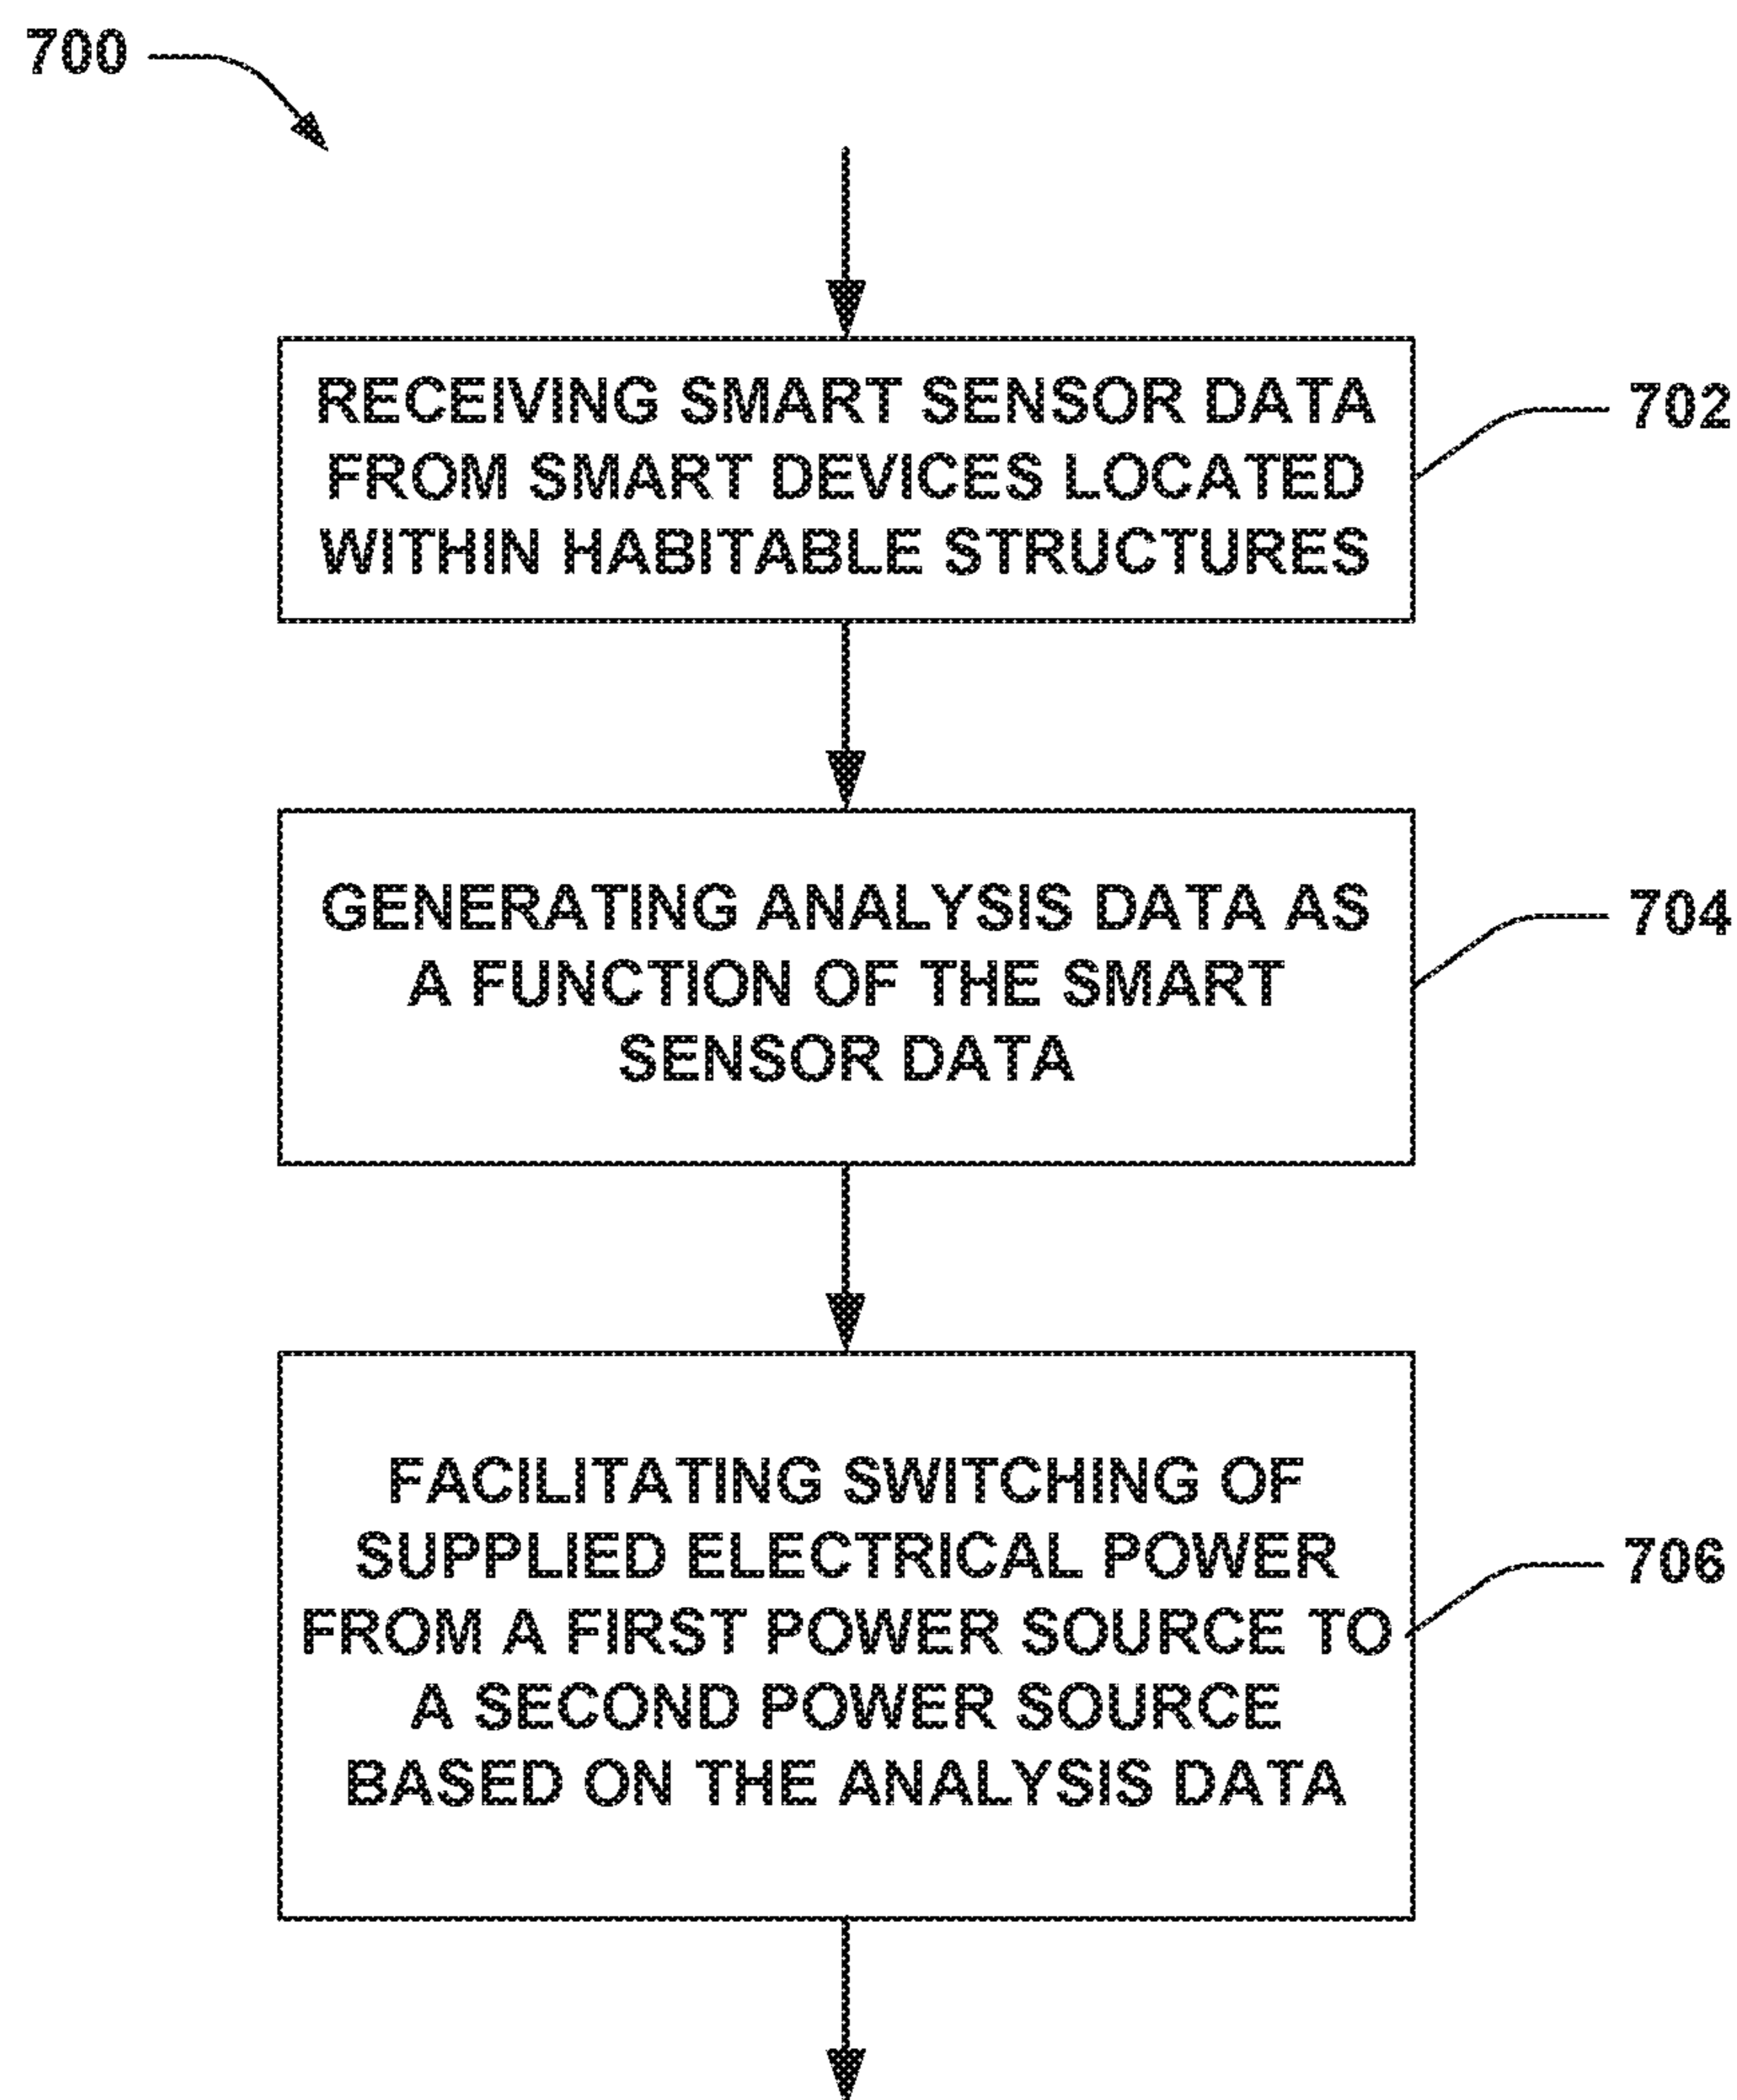 700
RECEIVING SMART SENSOR DATA
FROM SMART DEVICES LOCATED
WITHIN HABITABLE STRUCTURES
702
GENERATING ANALYSIS DATA AS
A FUNCTION OF THE SMART
SENSOR DATA
704
FACILITATING SWITCHING OF
SUPPLIED ELECTRICAL POWER
FROM A FIRST POWER SOURCE TO
A SECOND POWER SOURCE
BASED ON THE ANALYSIS DATA
706